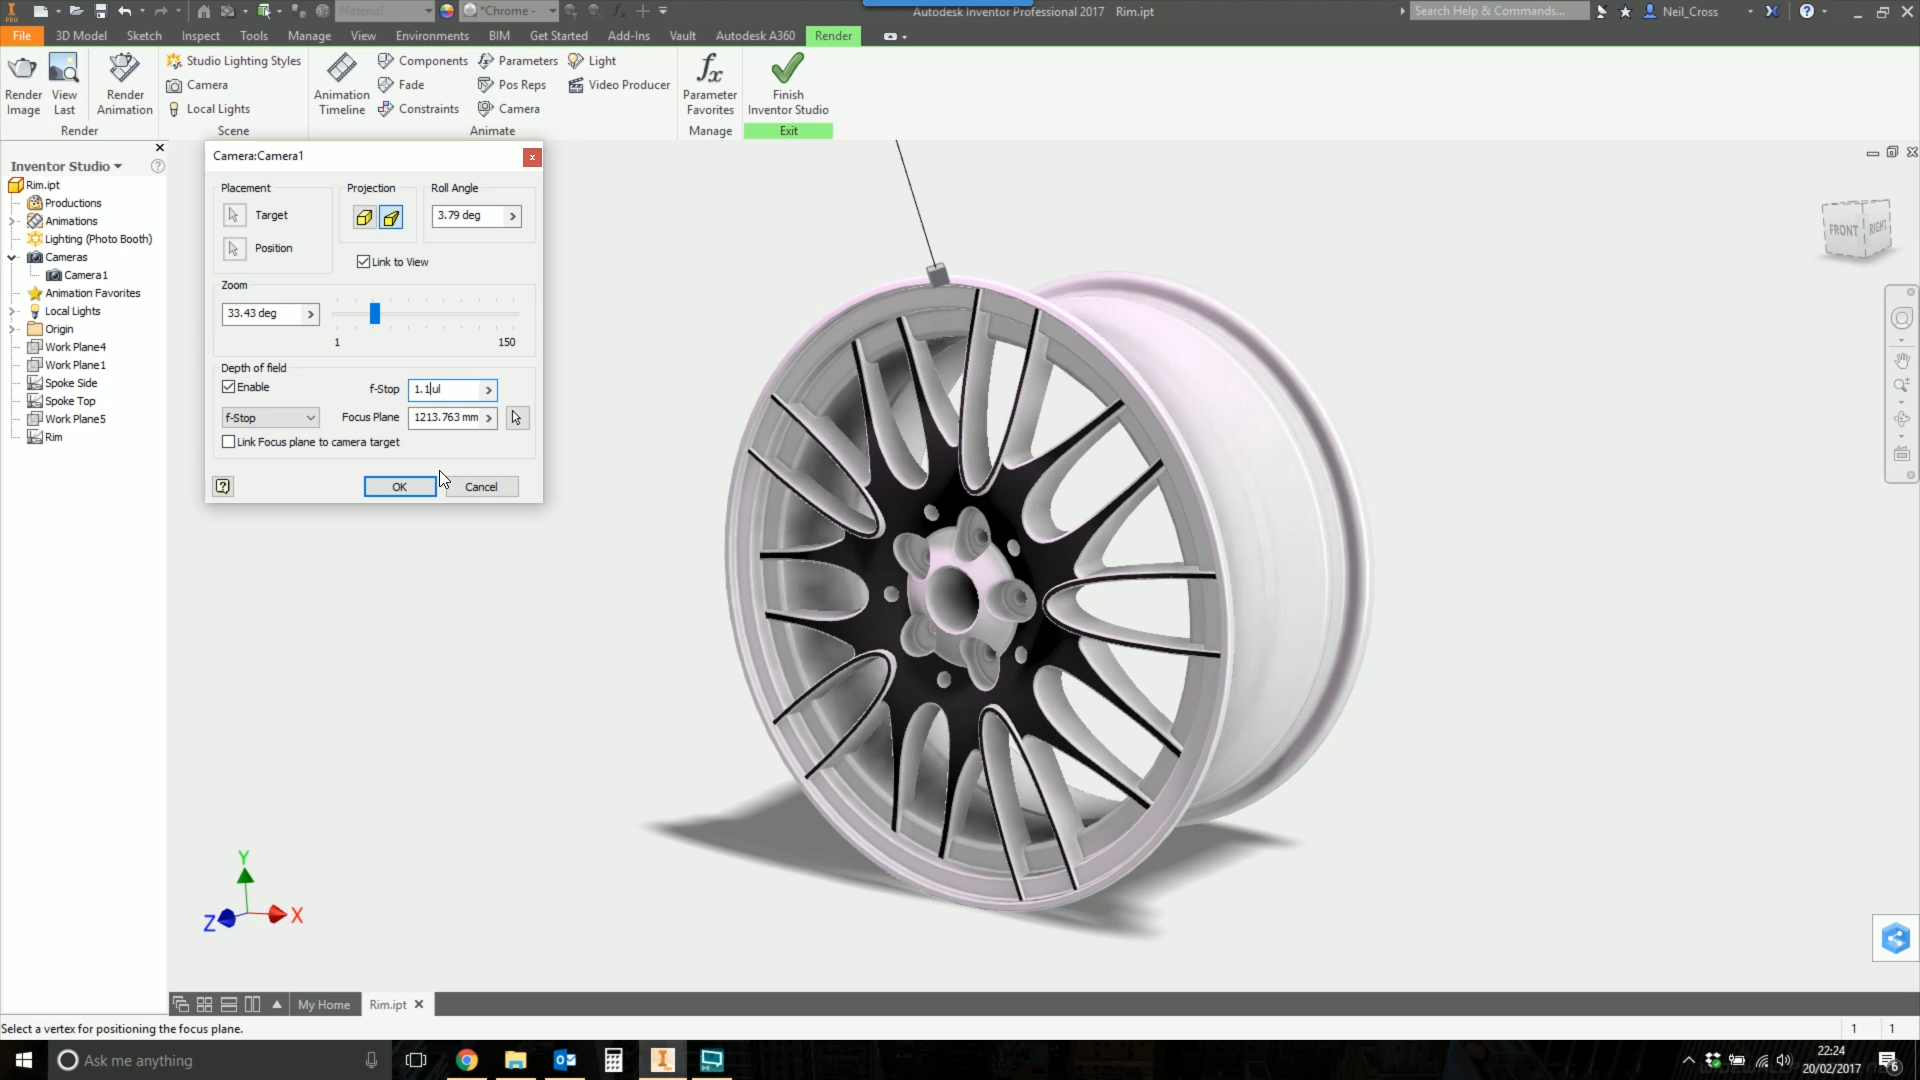 Material
*Chrome -
Autodesk Inventor Professional 2017 Rim.ipt
Search Help & Commands...
Neil_Cross
File 3D Model Sketch Inspect Tools Manage View Environments BIM Get Started Add-Ins Vault Autodesk A360 Render
Render Image
View Last
Render Animation
Studio Lighting Styles
Camera
Local Lights
Animation Timeline
Components
Fade
Constraints
Parameters
Pos Reps
Camera
Light
Video Producer
fx
Parameter Favorites
Finish Inventor Studio
Render
Scene
Animate
Manage
Exit
Inventor Studio
Rim.ipt
Productions
Animations
Lighting (Photo Booth)
Cameras
Camera1
Animation Favorites
Local Lights
Origin
Work Plane4
Work Plane1
Spoke Side
Spoke Top
Work Plane5
Rim
Camera:Camera1
Placement
Target
Position
Projection
Roll Angle
3.79 deg
Link to View
Zoom
33.43 deg
1
150
Depth of field
Enable
f-Stop
1.1ul
f-Stop
Focus Plane
1213.763 mm
Link Focus plane to camera target
OK
Cancel
FRONT
RIGHT
Y
Z
X
My Home
Rim.ipt
Select a vertex for positioning the focus plane.
1 1
Ask me anything
22:24
20/02/2017
6